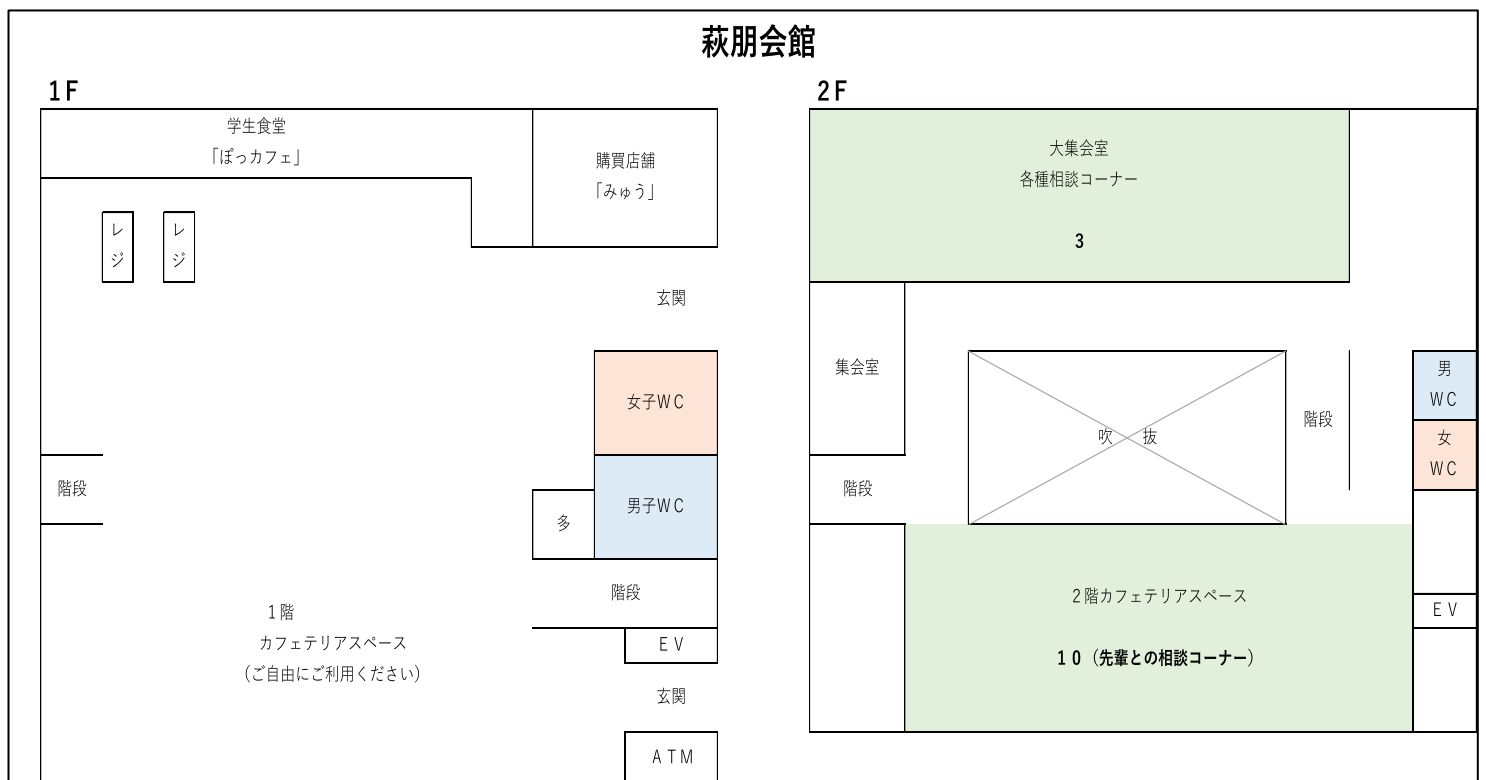 萩朋会館
1F
学生食堂
「ぽっカフェ」
購買店舗
「みゅう」
レジ
レジ
玄関
女子WC
男子WC
多
階段
階段
EV
1階
カフェテリアスペース
（ご自由にご利用ください）
玄関
ATM
2F
大集会室
各種相談コーナー
3
集会室
吹　抜
階段
男
WC
女
WC
階段
2階カフェテリアスペース
10（先輩との相談コーナー）
EV